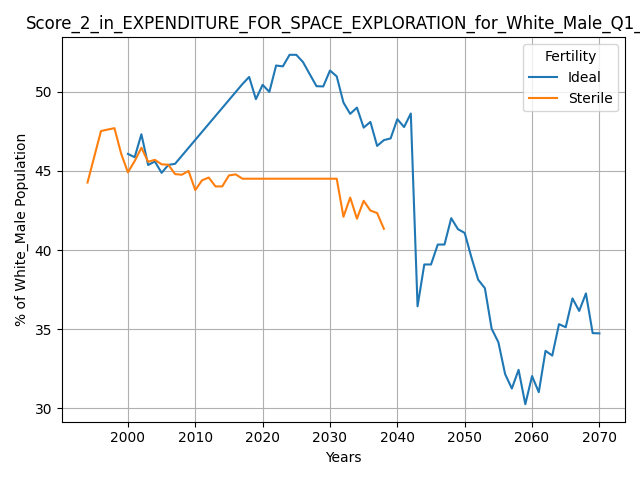 Score_2_in_EXPENDITURE_FOR_SPACE_EXPLORATION_for_White_Male_Q1_
Fertility
Ideal
Sterile
% of White_Male Population
50
45
40
35
30
2000 2010 2020 2030 2040 2050 2060 2070
Years